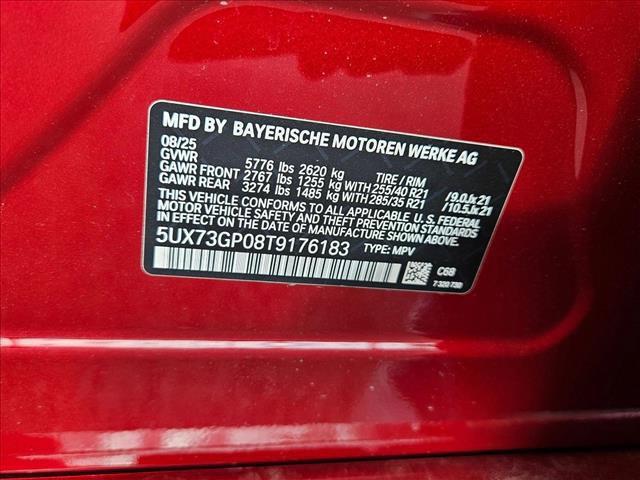 MFD BY BAYERISCHE MOTOREN WERKE AG
08/25
GVWR 5776 lbs 2620 kg TIRE / RIM
GAWR FRONT 2767 lbs 1255 kg WITH 255/40 R21 /9.0Jx21
GAWR REAR 3274 lbs 1485 kg WITH 285/35 R21 /10.5Jx21
THIS VEHICLE CONFORMS TO ALL APPLICABLE U.S. FEDERAL
MOTOR VEHICLE SAFETY AND THEFT PREVENTION STANDARDS
IN EFFECT ON THE DATE OF MANUFACTURE SHOWN ABOVE.
5UX73GP08T9176183 TYPE: MPV
C68
7 320 730